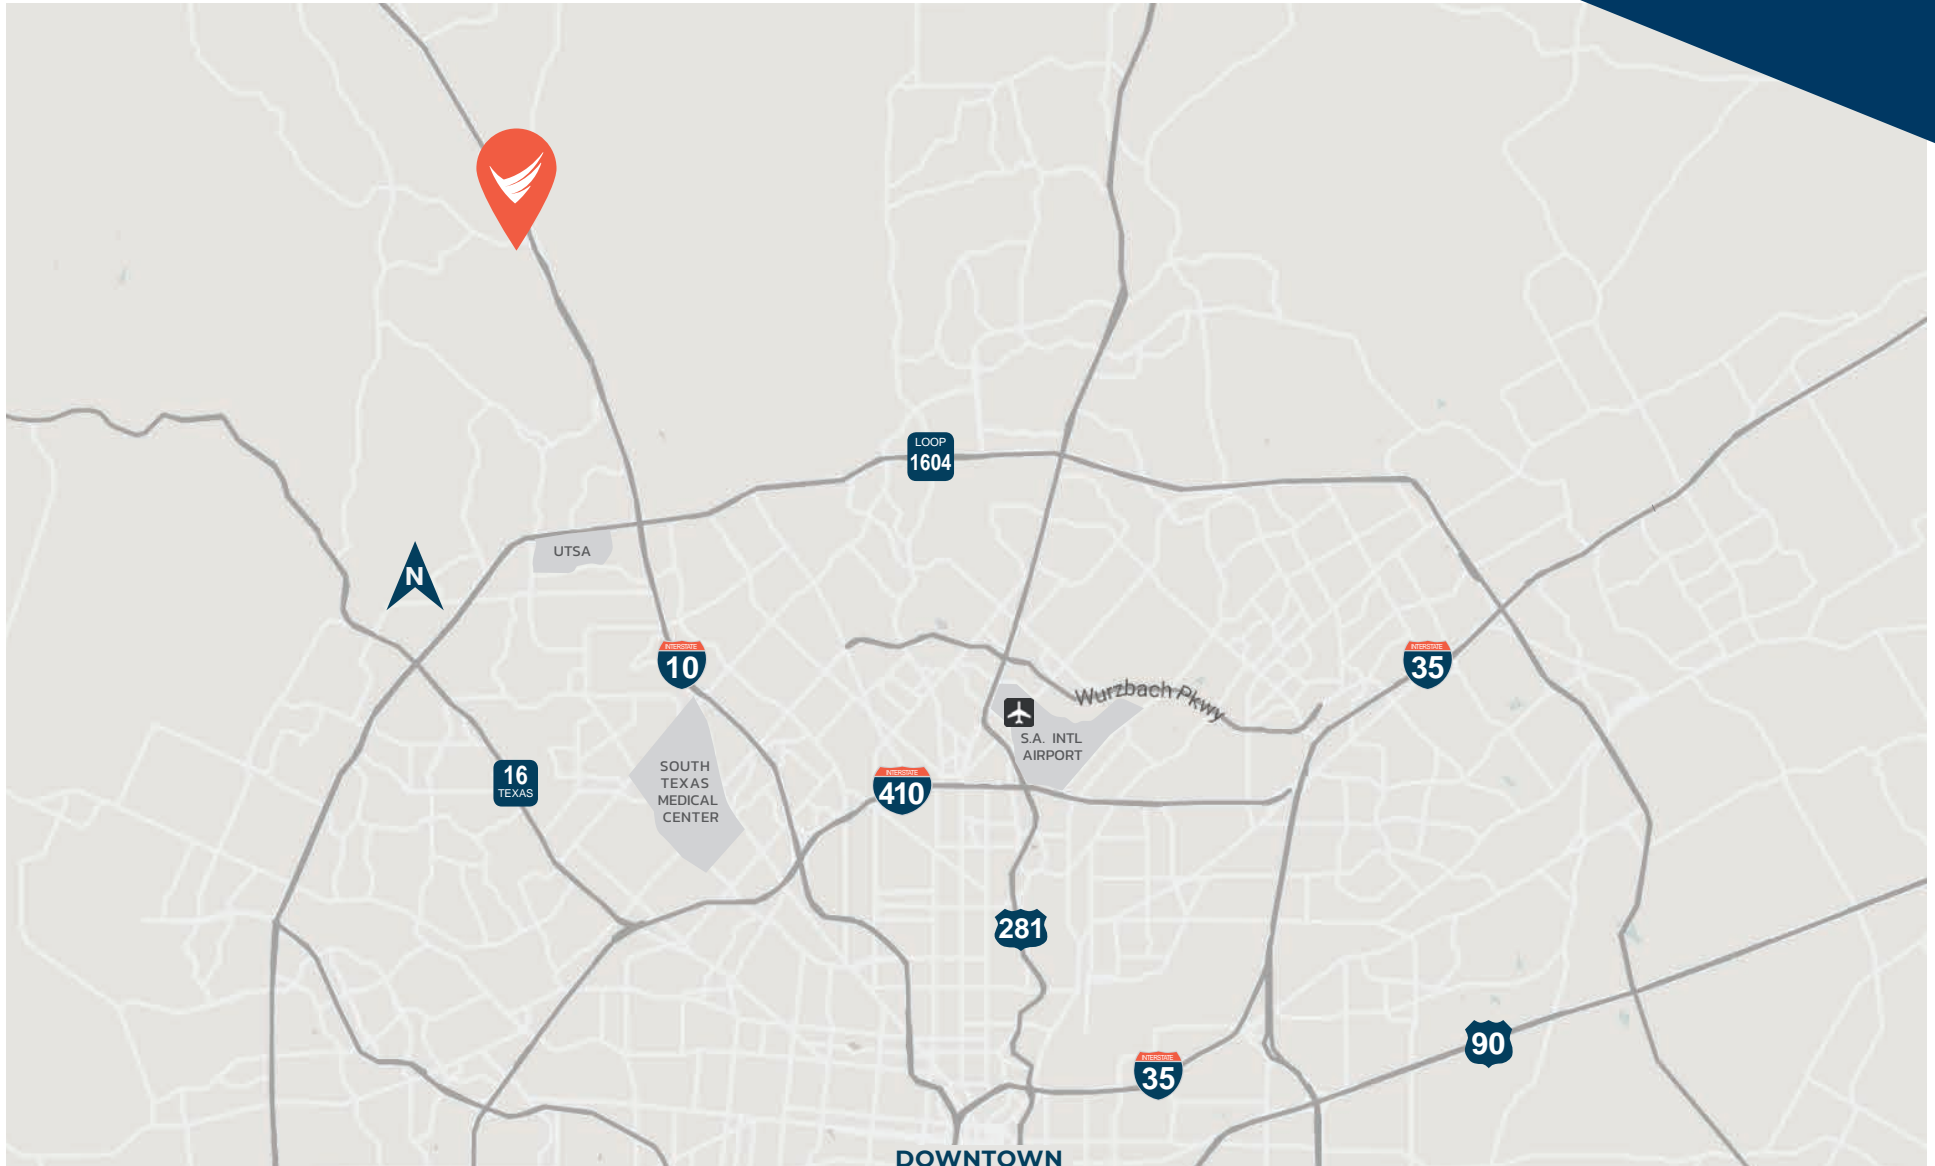 LOOP
1604
UTSA
N
INTERSTATE
10
INTERSTATE
35
Wurzbach Pkwy
S.A. INTL
AIRPORT
16
TEXAS
SOUTH
TEXAS
MEDICAL
CENTER
INTERSTATE
410
281
90
INTERSTATE
35
DOWNTOWN